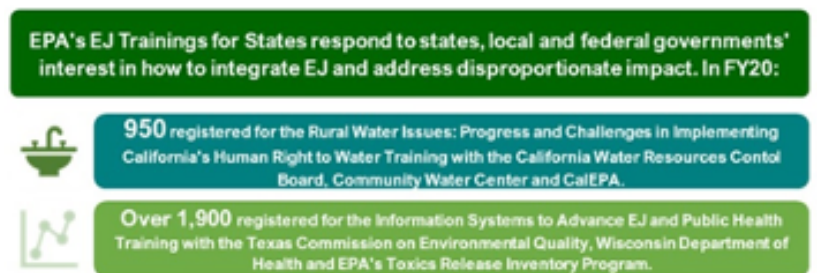 EPA's EJ Trainings for States respond to states, local and federal governments'
interest in how to integrate EJ and address disproportionate impact. In FY20:
950 registered for the Rural Water Issues: Progress and Challenges in Implementing
California's Human Right to Water Training with the California Water Resources Contol
Board, Community Water Center and CalEPA.
Over 1,900 registered for the Information Systems to Advance EJ and Public Health
Training with the Texas Commission on Environmental Quality, Wisconsin Department of
Health and EPA's Toxics Release Inventory Program.